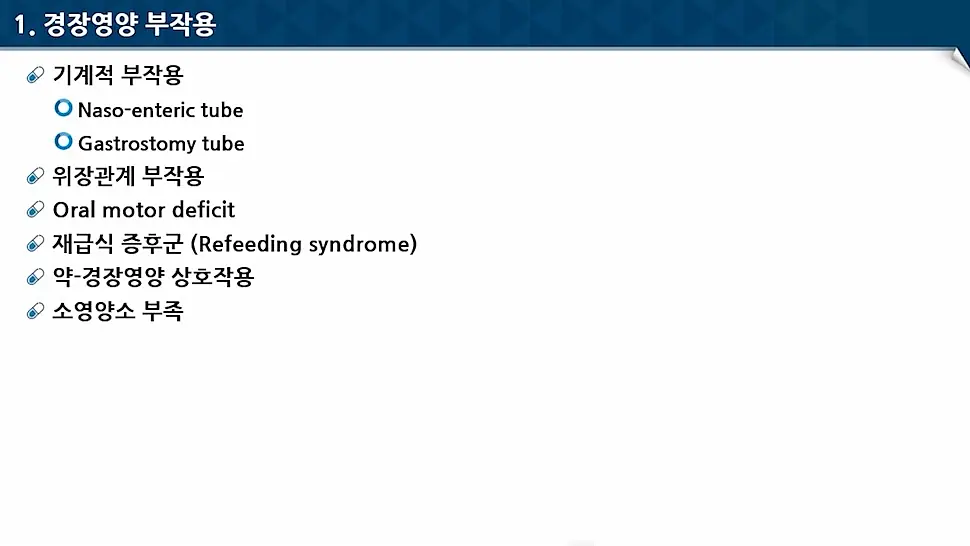 1. 경장영양 부작용
기계적 부작용
Naso-enteric tube
Gastrostomy tube
위장관계 부작용
Oral motor deficit
재급식 증후군 (Refeeding syndrome)
약-경장영양 상호작용
소영양소 부족